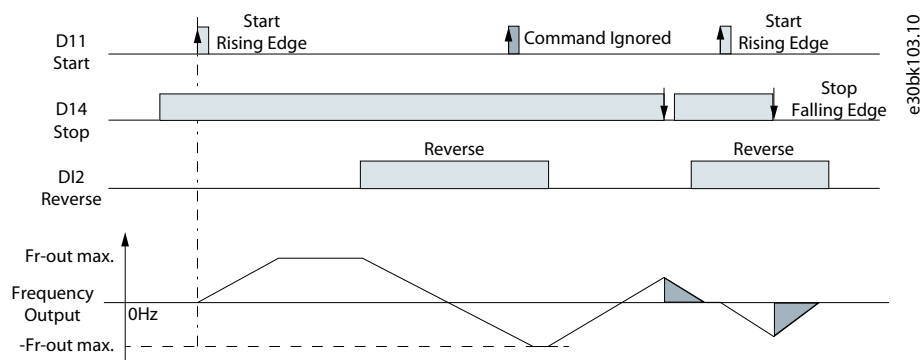 D11
Start
Start
Rising Edge
Command Ignored
Start
Rising Edge
D14
Stop
Stop
Falling Edge
DI2
Reverse
Reverse
Reverse
Fr-out max.
Frequency
Output
0Hz
-Fr-out max.
e30bk103.10